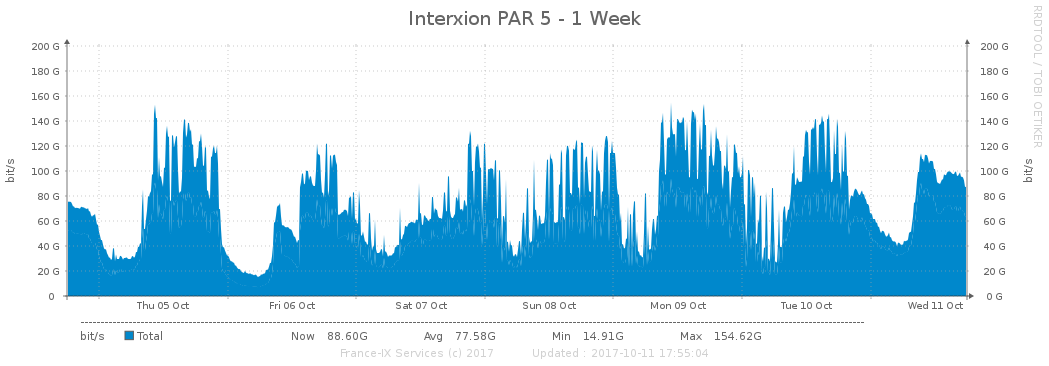 Interxion PAR 5 - 1 Week
RRDTOOL / TOBI OETIKER
200 G 200 G
180 G 180 G
160 G 160 G
140 G 140 G
120 G 120 G
100 G 100 G
80 G 80 G
60 G 60 G
40 G 40 G
20 G 20 G
0 0 G
bit/s
bit/s
Thu 05 Oct Fri 06 Oct Sat 07 Oct Sun 08 Oct Mon 09 Oct Tue 10 Oct Wed 11 Oct
bit/s Total Now 88.60G Avg 77.58G Min 14.91G Max 154.62G
France-IX Services (c) 2017 Updated : 2017-10-11 17:55:04